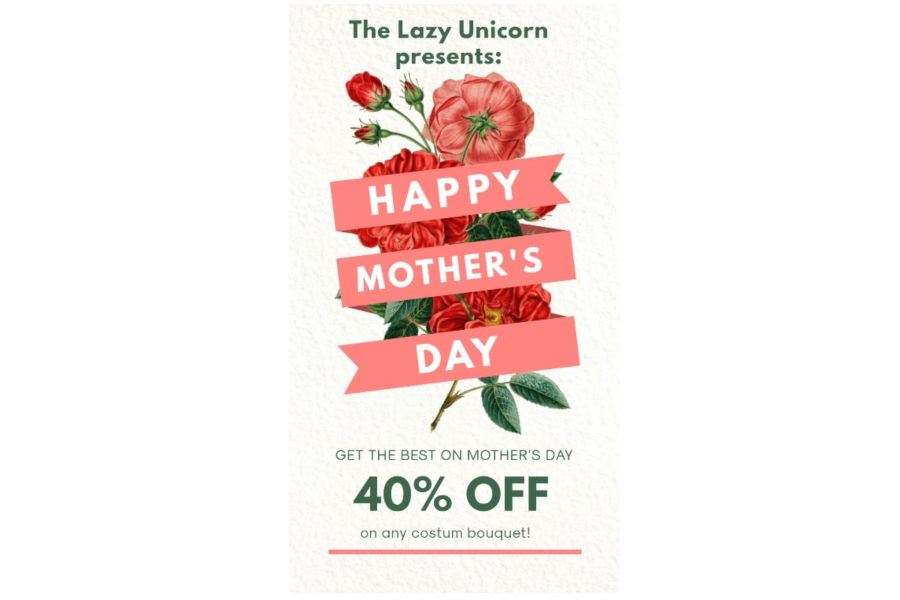 The Lazy Unicorn
presents:
HAPPY
MOTHER'S
DAY
GET THE BEST ON MOTHER'S DAY
40% OFF
on any costum bouquet!